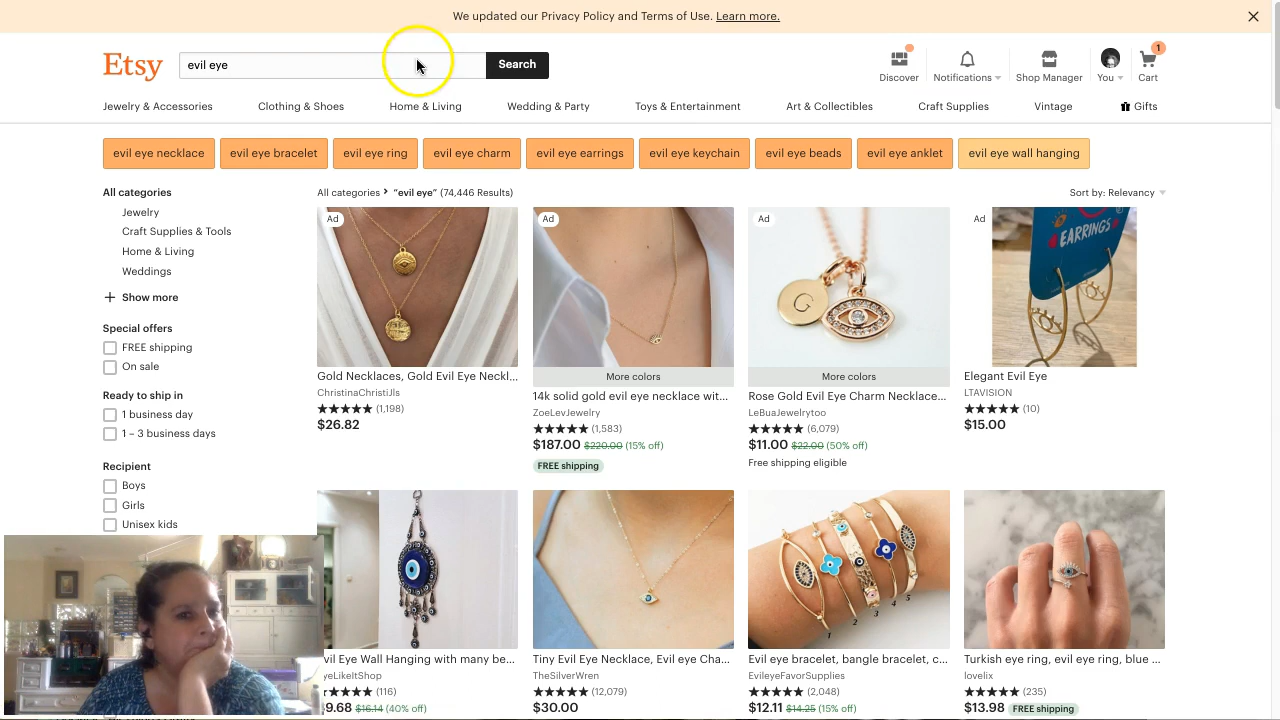 We updated our Privacy Policy and Terms of Use. Learn more.
Etsy
evil eye
Search
Discover
Notifications
Shop Manager
You
1
Cart
Jewelry & Accessories
Clothing & Shoes
Home & Living
Wedding & Party
Toys & Entertainment
Art & Collectibles
Craft Supplies
Vintage
Gifts
evil eye necklace
evil eye bracelet
evil eye ring
evil eye charm
evil eye earrings
evil eye keychain
evil eye beads
evil eye anklet
evil eye wall hanging
All categories
Jewelry
Craft Supplies & Tools
Home & Living
Weddings
Show more
Special offers
FREE shipping
On sale
Ready to ship in
1 business day
1 – 3 business days
Recipient
Boys
Girls
Unisex kids
All categories > “evil eye” (74,446 Results)
Sort by: Relevancy
Ad
Gold Necklaces, Gold Evil Eye Neckl...
ChristinaChristiJls
(1,198)
$26.82
Ad
More colors
14k solid gold evil eye necklace wit...
ZoeLevJewelry
(1,583)
$187.00 $220.00 (15% off)
FREE shipping
Ad
G
More colors
Rose Gold Evil Eye Charm Necklace...
LeBuaJewelrytoo
(6,079)
$11.00 $22.00 (50% off)
Free shipping eligible
Ad
EARRINGS
Elegant Evil Eye
LTAVISION
(10)
$15.00
vil Eye Wall Hanging with many be...
yeLikeItShop
(116)
9.68 $16.14 (40% off)
Tiny Evil Eye Necklace, Evil eye Cha...
TheSilverWren
(12,079)
$30.00
1
2
3
4
5
Evil eye bracelet, bangle bracelet, c...
EvileyeFavorSupplies
(2,048)
$12.11 $14.25 (15% off)
Turkish eye ring, evil eye ring, blue ...
lovelix
(235)
$13.98 FREE shipping